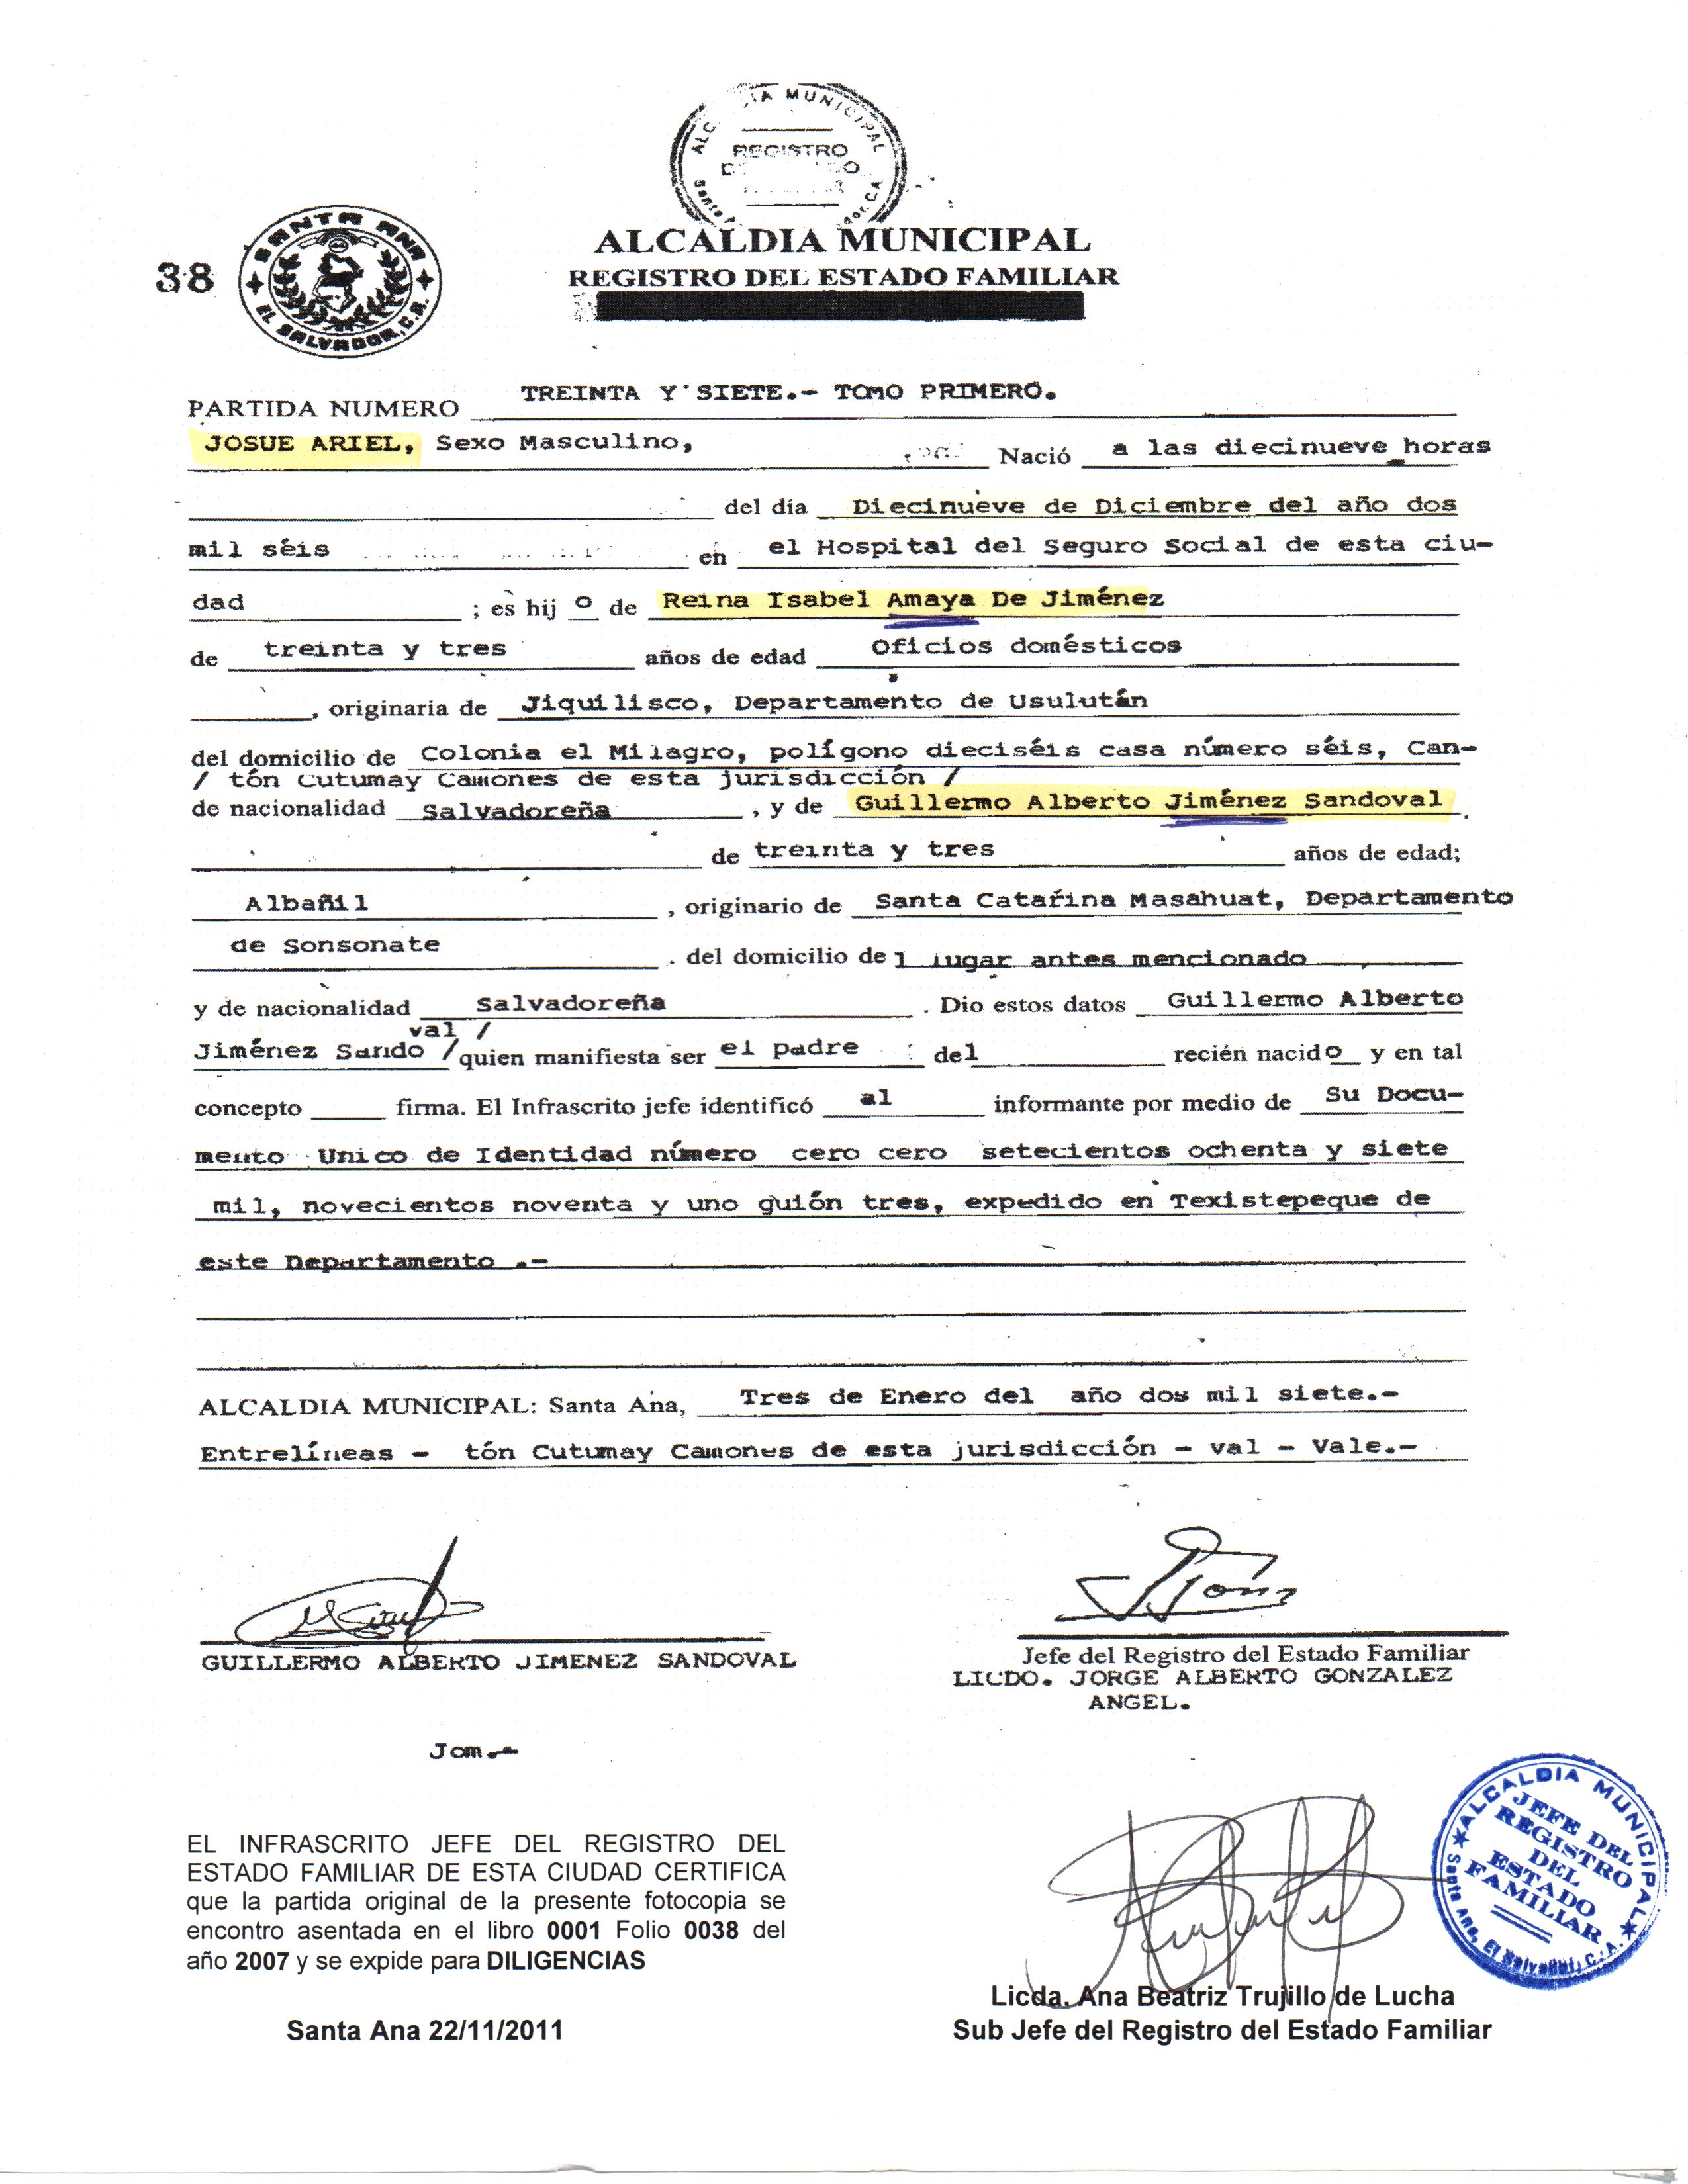 ALCALDIA MUNICIPAL
REGISTRO
38
SANTA ANA
EL SALVADOR, C.A.
ALCALDIA MUNICIPAL
REGISTRO DEL ESTADO FAMILIAR
PARTIDA NUMERO TREINTA Y SIETE.- TOMO PRIMERO.
JOSUE ARIEL, Sexo Masculino, Nació a las diecinueve horas
del día Diecinueve de Diciembre del año dos
mil séis en el Hospital del Seguro Social de esta ciu-
dad ; es hij o de Reina Isabel Amaya De Jiménez
de treinta y tres años de edad Oficios domésticos
, originaria de Jiquilisco, Departamento de Usulután
del domicilio de Colonia el Milagro, polígono dieciséis casa número séis, Can-
/ tón Cutumay Camones de esta jurisdicción /
de nacionalidad Salvadoreña , y de Guillermo Alberto Jiménez Sandoval .
de treinta y tres años de edad;
Albañil , originario de Santa Catarina Masahuat, Departamento
de Sonsonate . del domicilio de l lugar antes mencionado
y de nacionalidad Salvadoreña . Dio estos datos Guillermo Alberto
val /
Jiménez Sando / quien manifiesta ser el padre del recién nacido y en tal
concepto firma. El Infrascrito jefe identificó al informante por medio de Su Docu-
mento Unico de Identidad número cero cero setecientos ochenta y siete
mil, novecientos noventa y uno guión tres, expedido en Texistepeque de
este Departamento .-
ALCALDIA MUNICIPAL: Santa Ana, Tres de Enero del año dos mil siete.-
Entrelíneas - tón Cutumay Camones de esta jurisdicción - val - Vale.-
GUILLERMO ALBERTO JIMENEZ SANDOVAL
Jefe del Registro del Estado Familiar
LICDO. JORGE ALBERTO GONZALEZ
ANGEL.
Jom.-
EL INFRASCRITO JEFE DEL REGISTRO DEL
ESTADO FAMILIAR DE ESTA CIUDAD CERTIFICA
que la partida original de la presente fotocopia se
encontro asentada en el libro 0001 Folio 0038 del
año 2007 y se expide para DILIGENCIAS
Santa Ana 22/11/2011
ALCALDIA MUNICIPAL
JEFE DEL
REGISTRO
DEL
ESTADO
FAMILIAR
Santa Ana, El Salvador, C.A.
Licda. Ana Beatriz Trujillo de Lucha
Sub Jefe del Registro del Estado Familiar